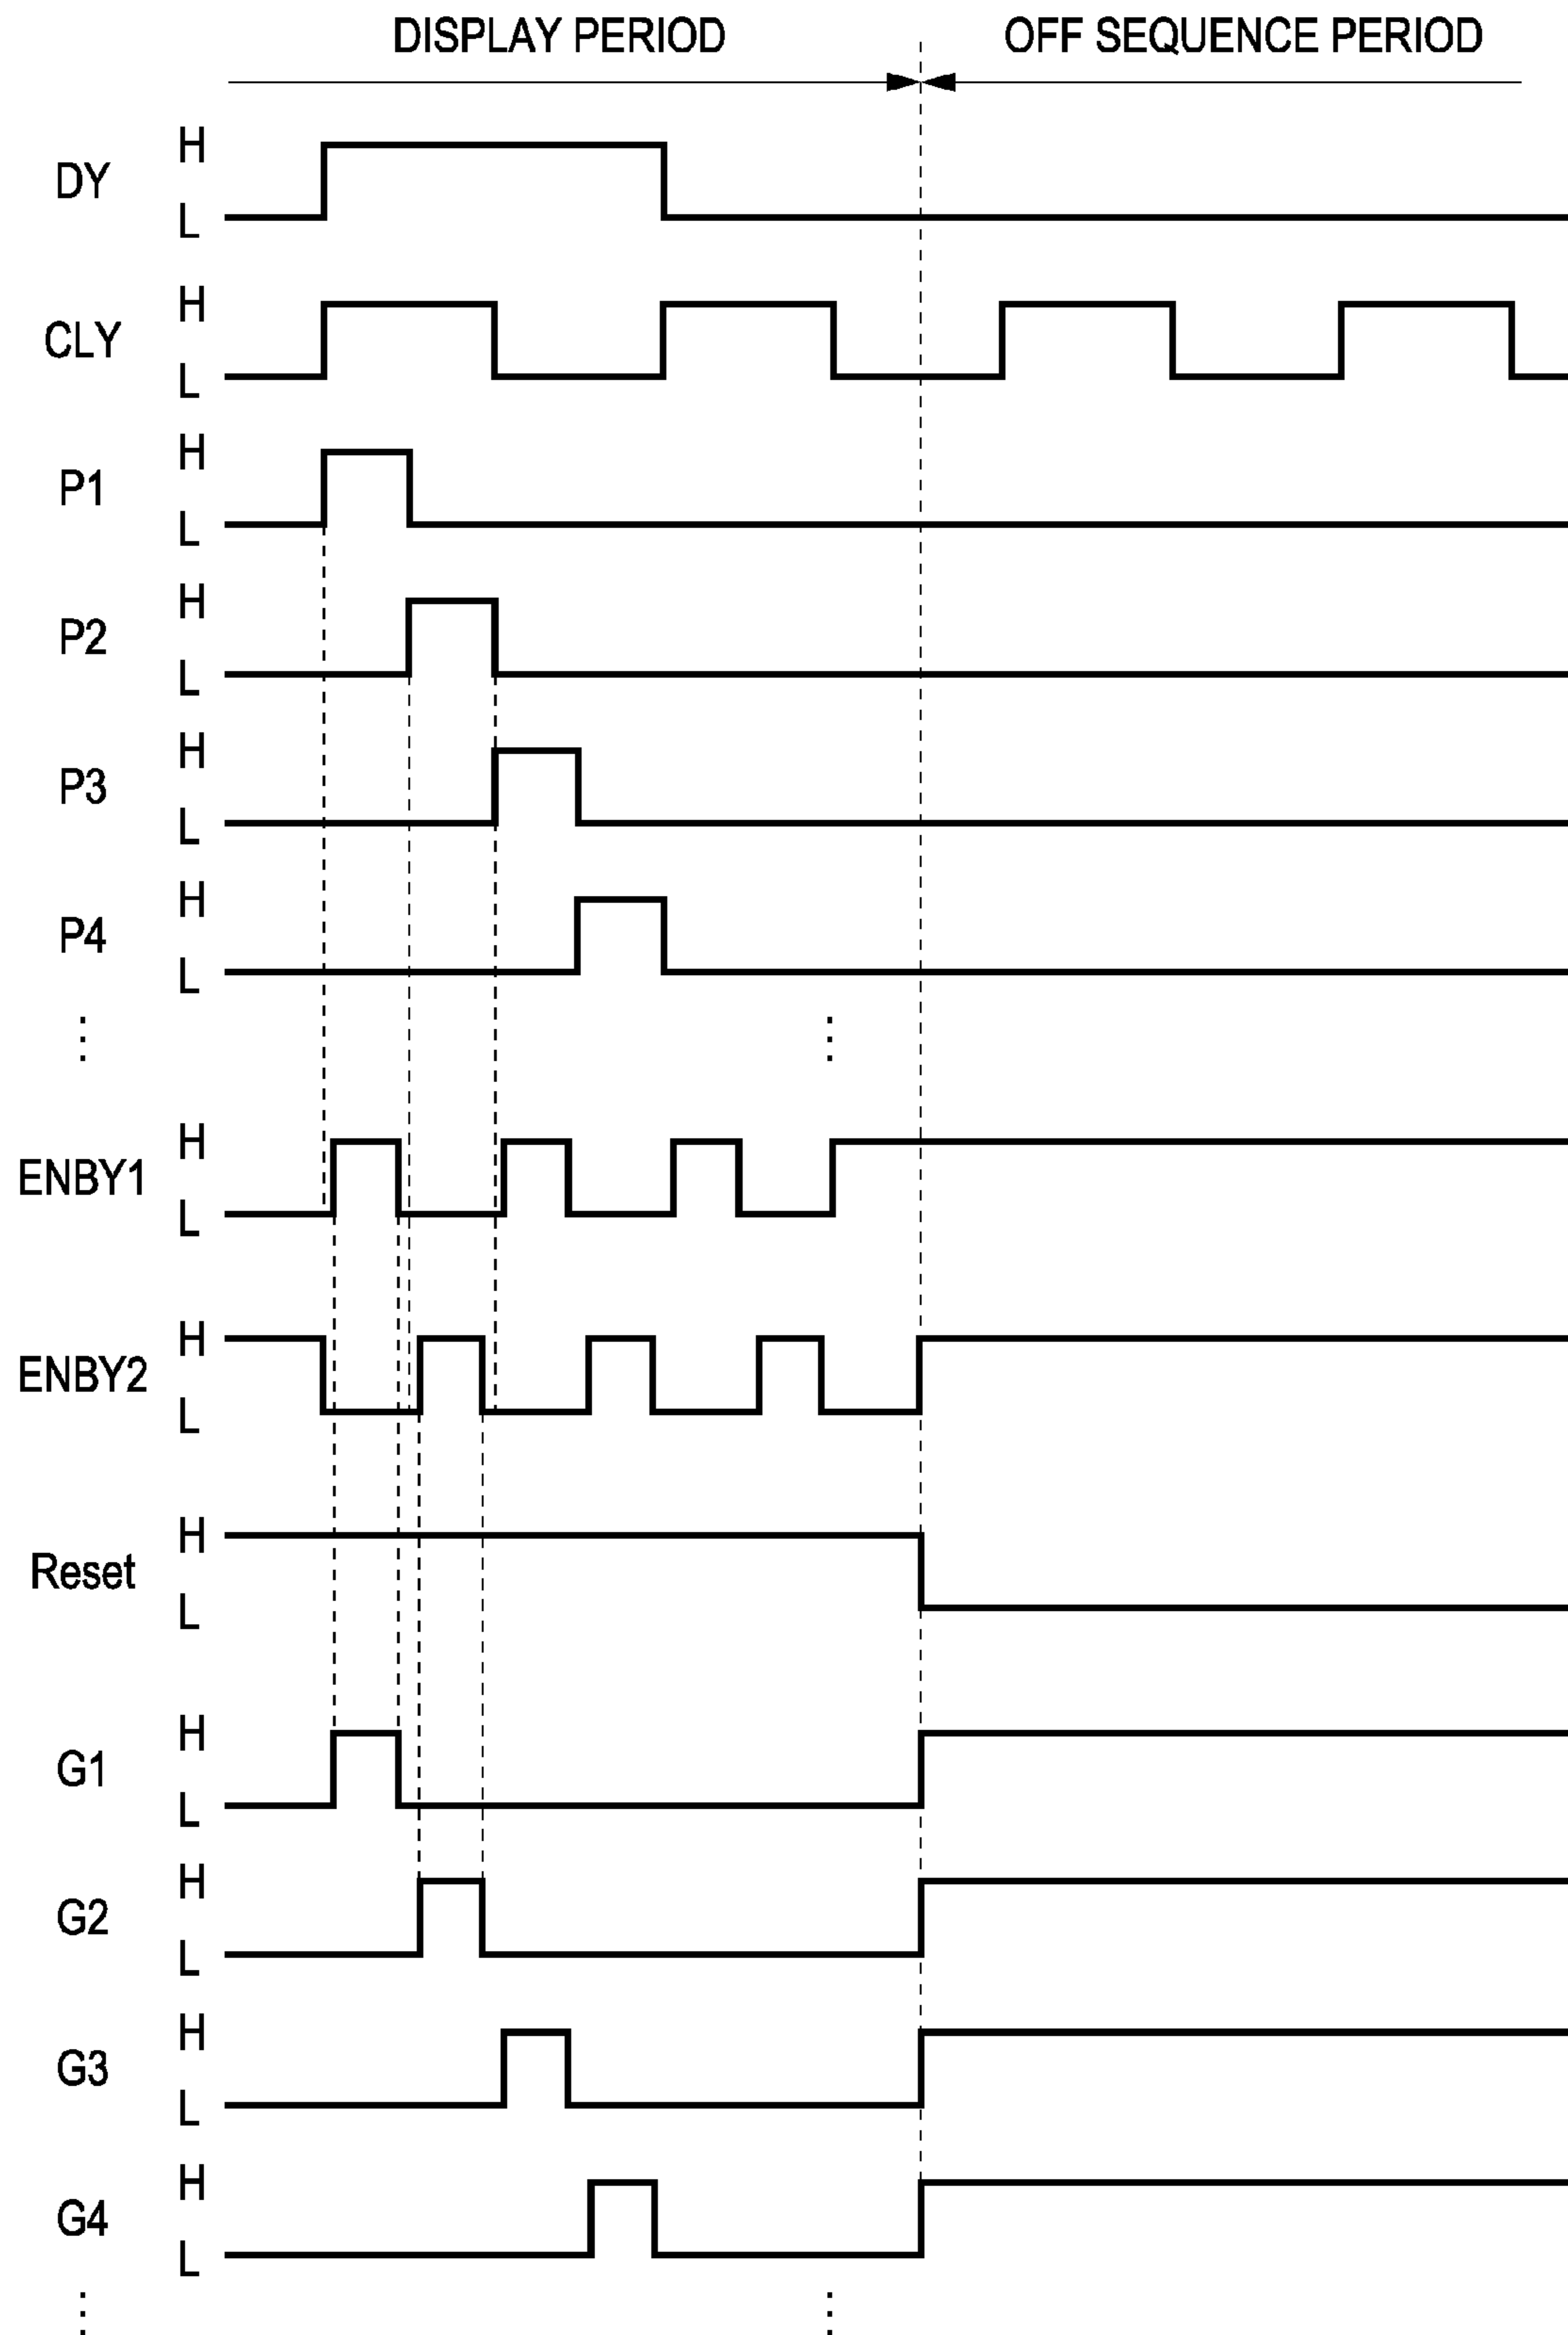 DISPLAY PERIOD OFF SEQUENCE PERIOD
H
DY
L
H
CLY
L
H
P1
L
H
P2
L
H
P3
L
H
P4
L
H
ENBY1
L
H
ENBY2
L
H
Reset
L
H
G1
L
H
G2
L
H
G3
L
H
G4
L